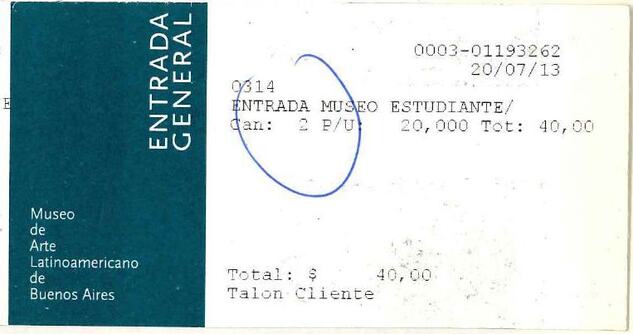 ENTRADA
GENERAL
Museo
de
Arte
Latinoamericano
de
Buenos Aires
0003-01193262
20/07/13
0314
ENTRADA MUSEO ESTUDIANTE/
Can: 2 P/U: 20,000 Tot: 40,00
Total: $ 40,00
Talon Cliente